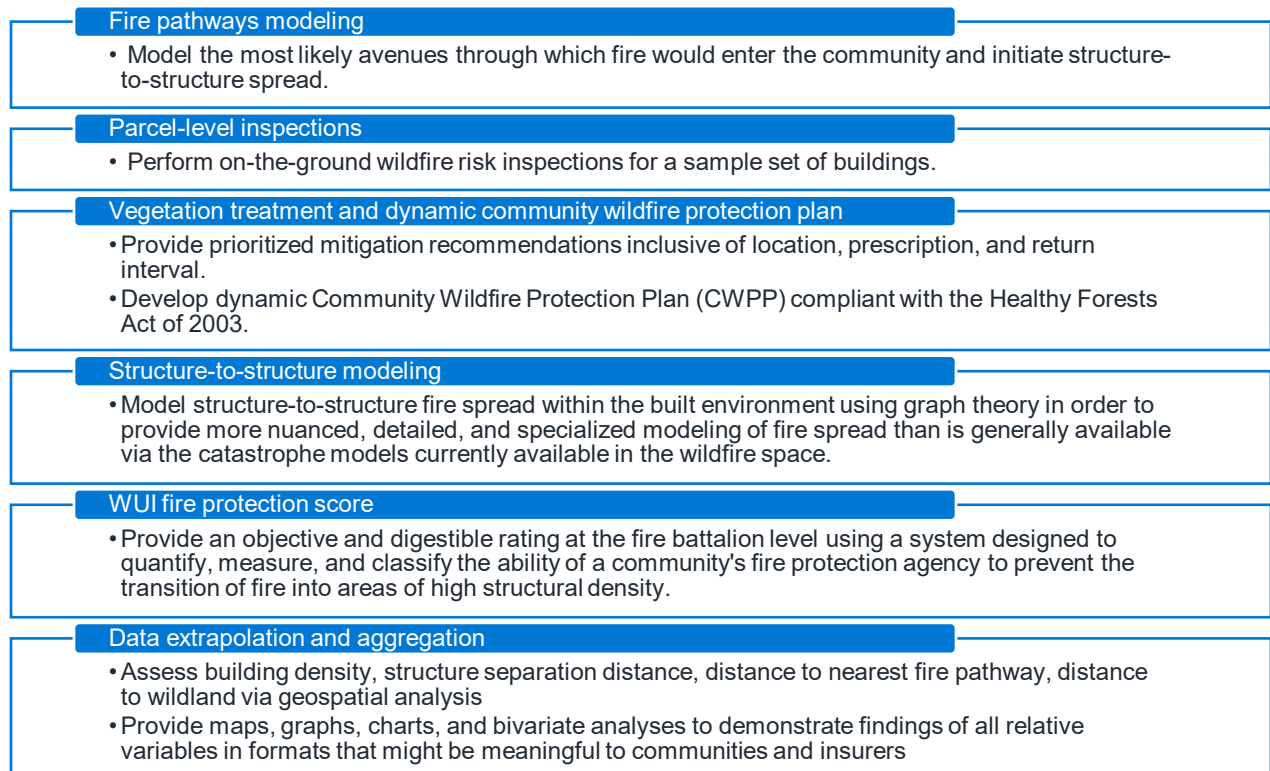 Fire pathways modeling
• Model the most likely avenues through which fire would enter the community and initiate structure-
to-structure spread.
Parcel-level inspections
• Perform on-the-ground wildfire risk inspections for a sample set of buildings.
Vegetation treatment and dynamic community wildfire protection plan
• Provide prioritized mitigation recommendations inclusive of location, prescription, and return
interval.
• Develop dynamic Community Wildfire Protection Plan (CWPP) compliant with the Healthy Forests
Act of 2003.
Structure-to-structure modeling
• Model structure-to-structure fire spread within the built environment using graph theory in order to
provide more nuanced, detailed, and specialized modeling of fire spread than is generally available
via the catastrophe models currently available in the wildfire space.
WUI fire protection score
• Provide an objective and digestible rating at the fire battalion level using a system designed to
quantify, measure, and classify the ability of a community's fire protection agency to prevent the
transition of fire into areas of high structural density.
Data extrapolation and aggregation
• Assess building density, structure separation distance, distance to nearest fire pathway, distance
to wildland via geospatial analysis
• Provide maps, graphs, charts, and bivariate analyses to demonstrate findings of all relative
variables in formats that might be meaningful to communities and insurers